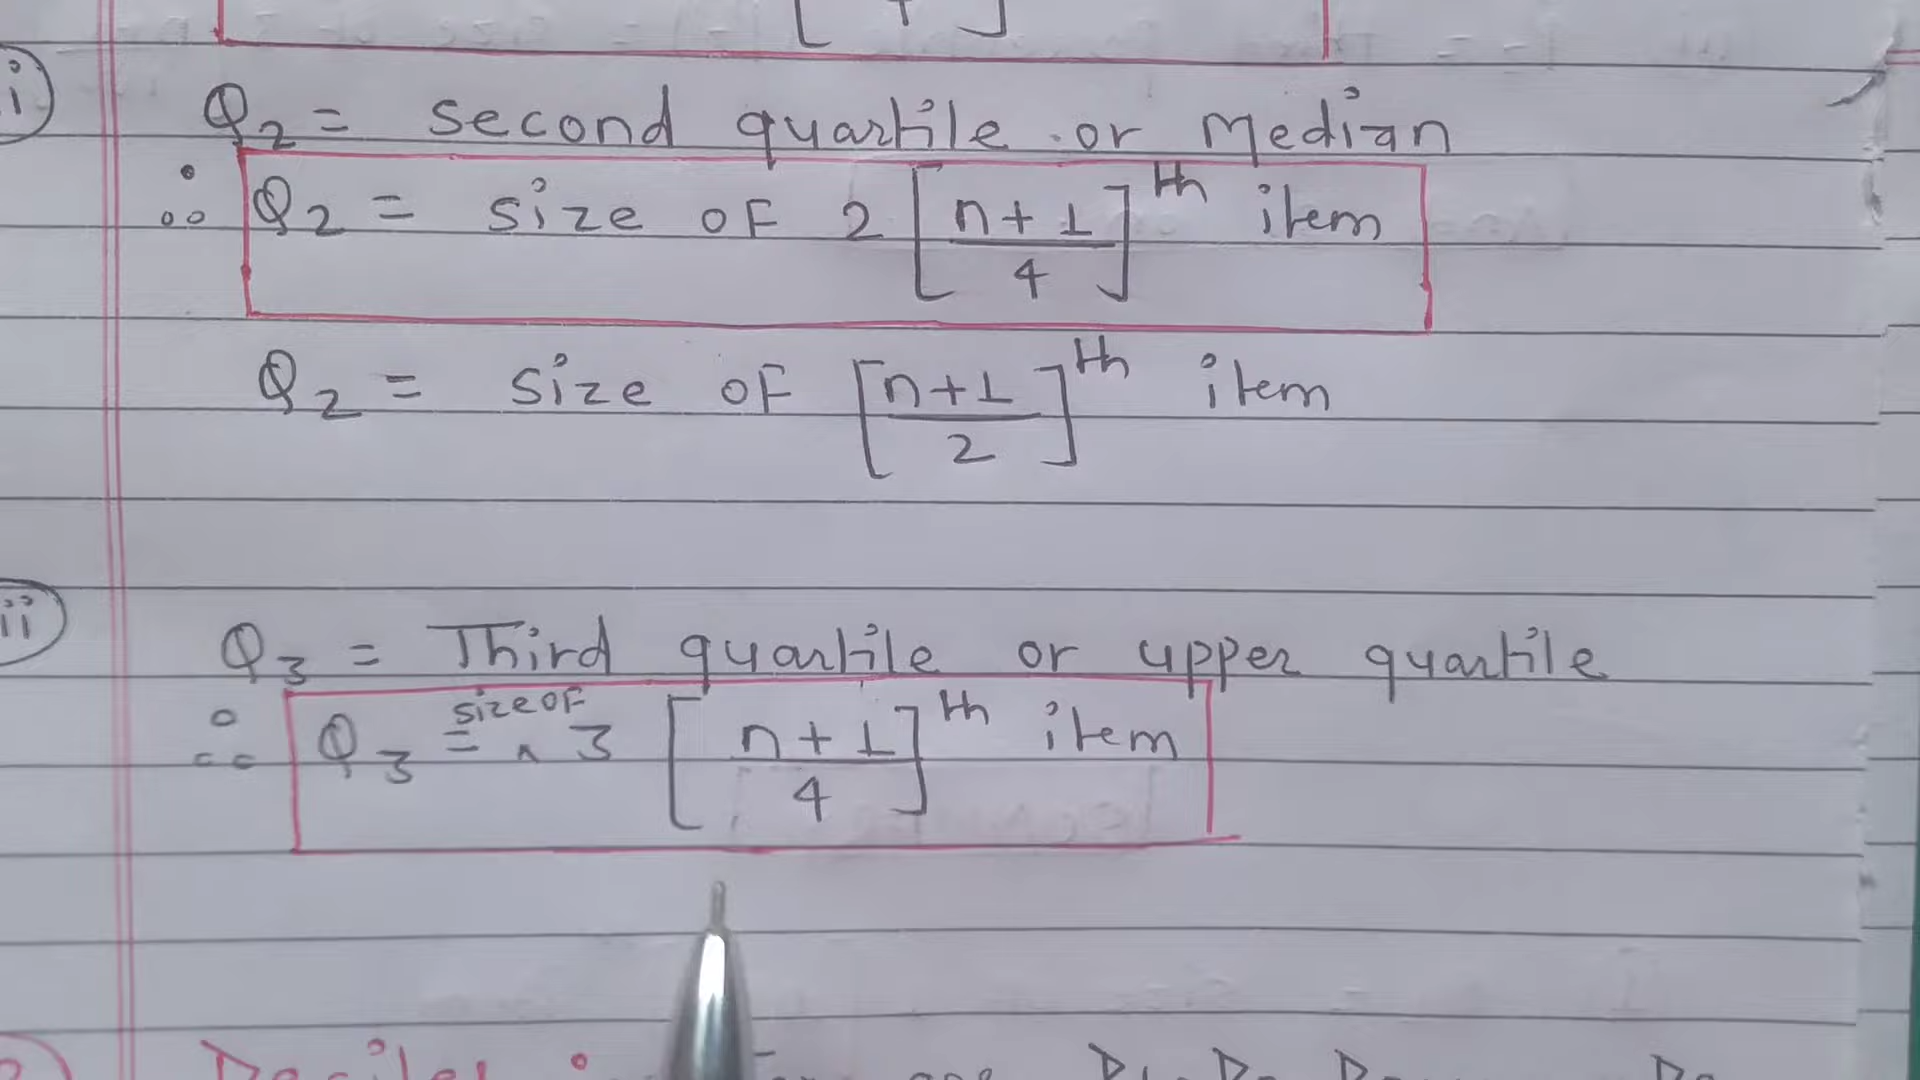 i
Q₂ = second quartile or Median
∴ Q₂ = size of 2 [n+1/4]ᵗʰ item
Q₂ = size of [n+1/2]ᵗʰ item
ii
Q₃ = Third quartile or upper quartile
∴ Q₃ = size of 3 [n+1/4]ᵗʰ item
Deciles :